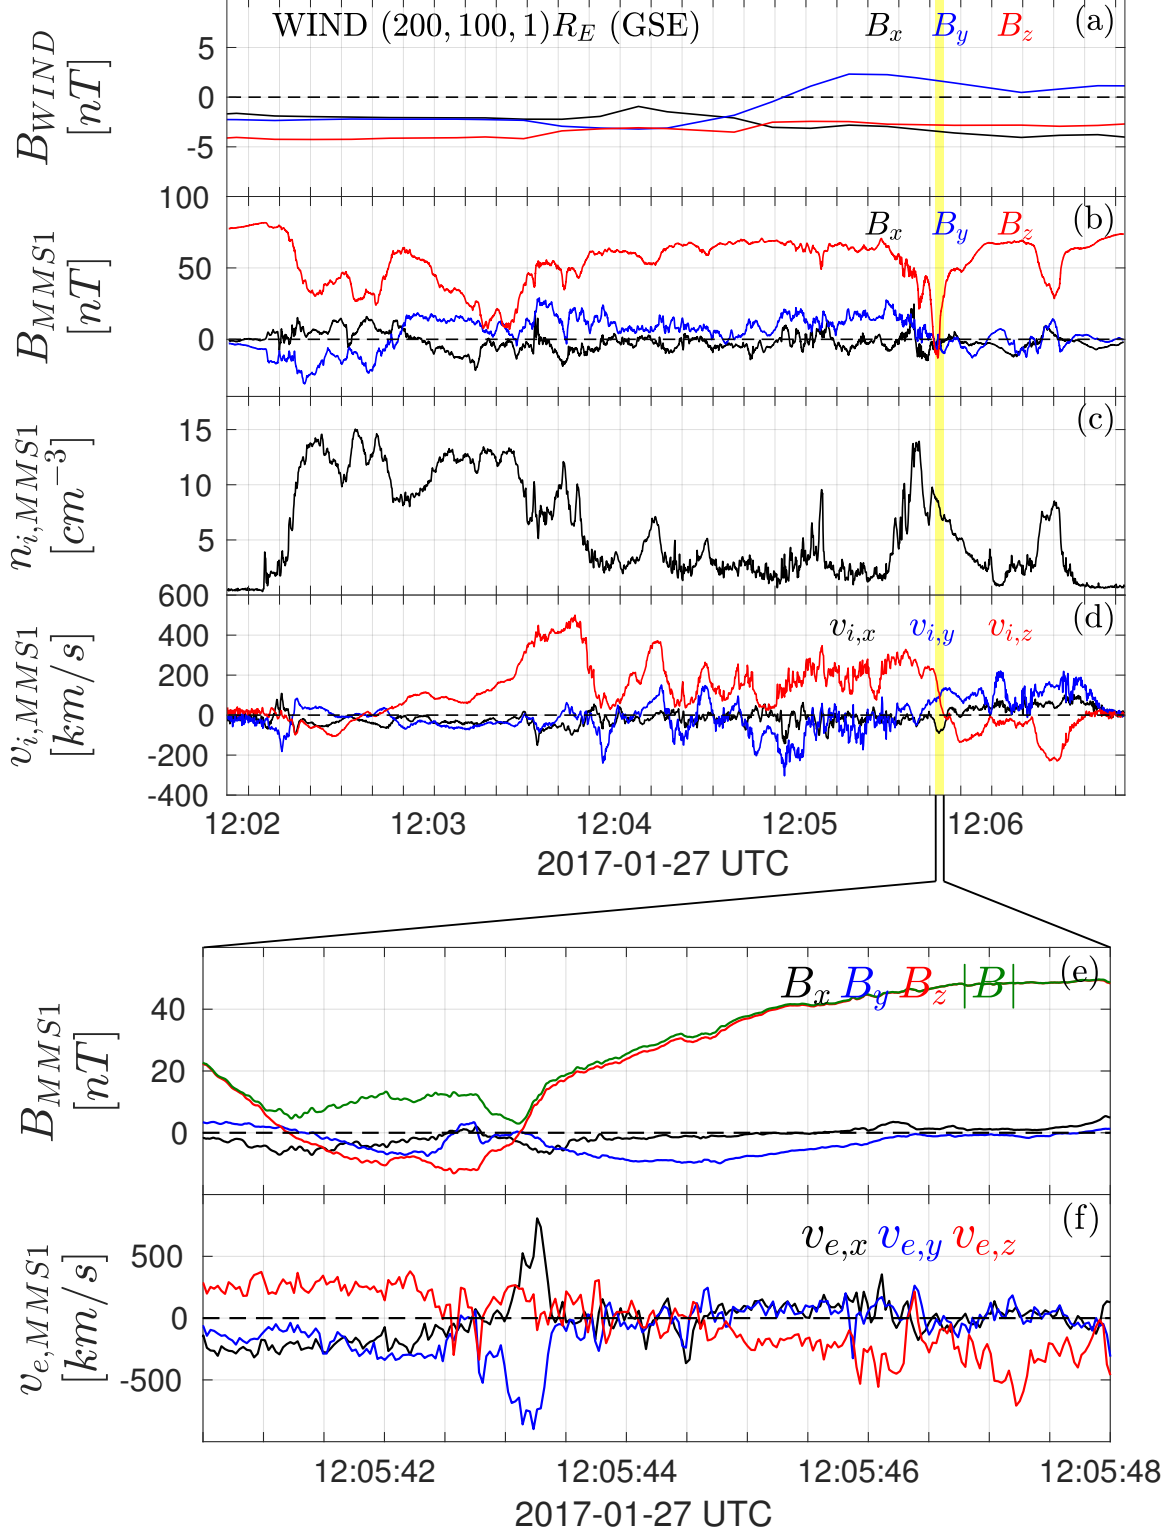 WIND (200, 100, 1)R_E (GSE) B_x B_y B_z (a)
B_WIND [nT]
5
0
-5
B_x B_y B_z (b)
B_MMS1 [nT]
100
50
0
(c)
n_i,MMS1 [cm^−3]
15
10
5
v_i,x v_i,y v_i,z (d)
v_i,MMS1 [km/s]
600
400
200
0
-200
-400
12:02 12:03 12:04 12:05 12:06
2017-01-27 UTC
B_x B_y B_z |B| (e)
B_MMS1 [nT]
40
20
0
v_e,x v_e,y v_e,z (f)
v_e,MMS1 [km/s]
500
0
-500
12:05:42 12:05:44 12:05:46 12:05:48
2017-01-27 UTC